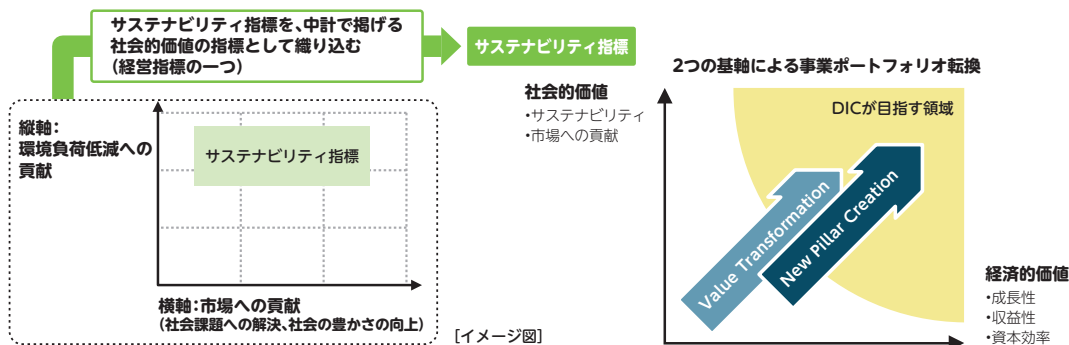 サステナビリティ指標を、中計で掲げる
社会的価値の指標として織り込む
（経営指標の一つ）
サステナビリティ指標
縦軸：
環境負荷低減への
貢献
サステナビリティ指標
横軸：市場への貢献
（社会課題への解決、社会の豊かさの向上）
［イメージ図］
2つの基軸による事業ポートフォリオ転換
社会的価値
•サステナビリティ
•市場への貢献
DICが目指す領域
Value Transformation
New Pillar Creation
経済的価値
•成長性
•収益性
•資本効率